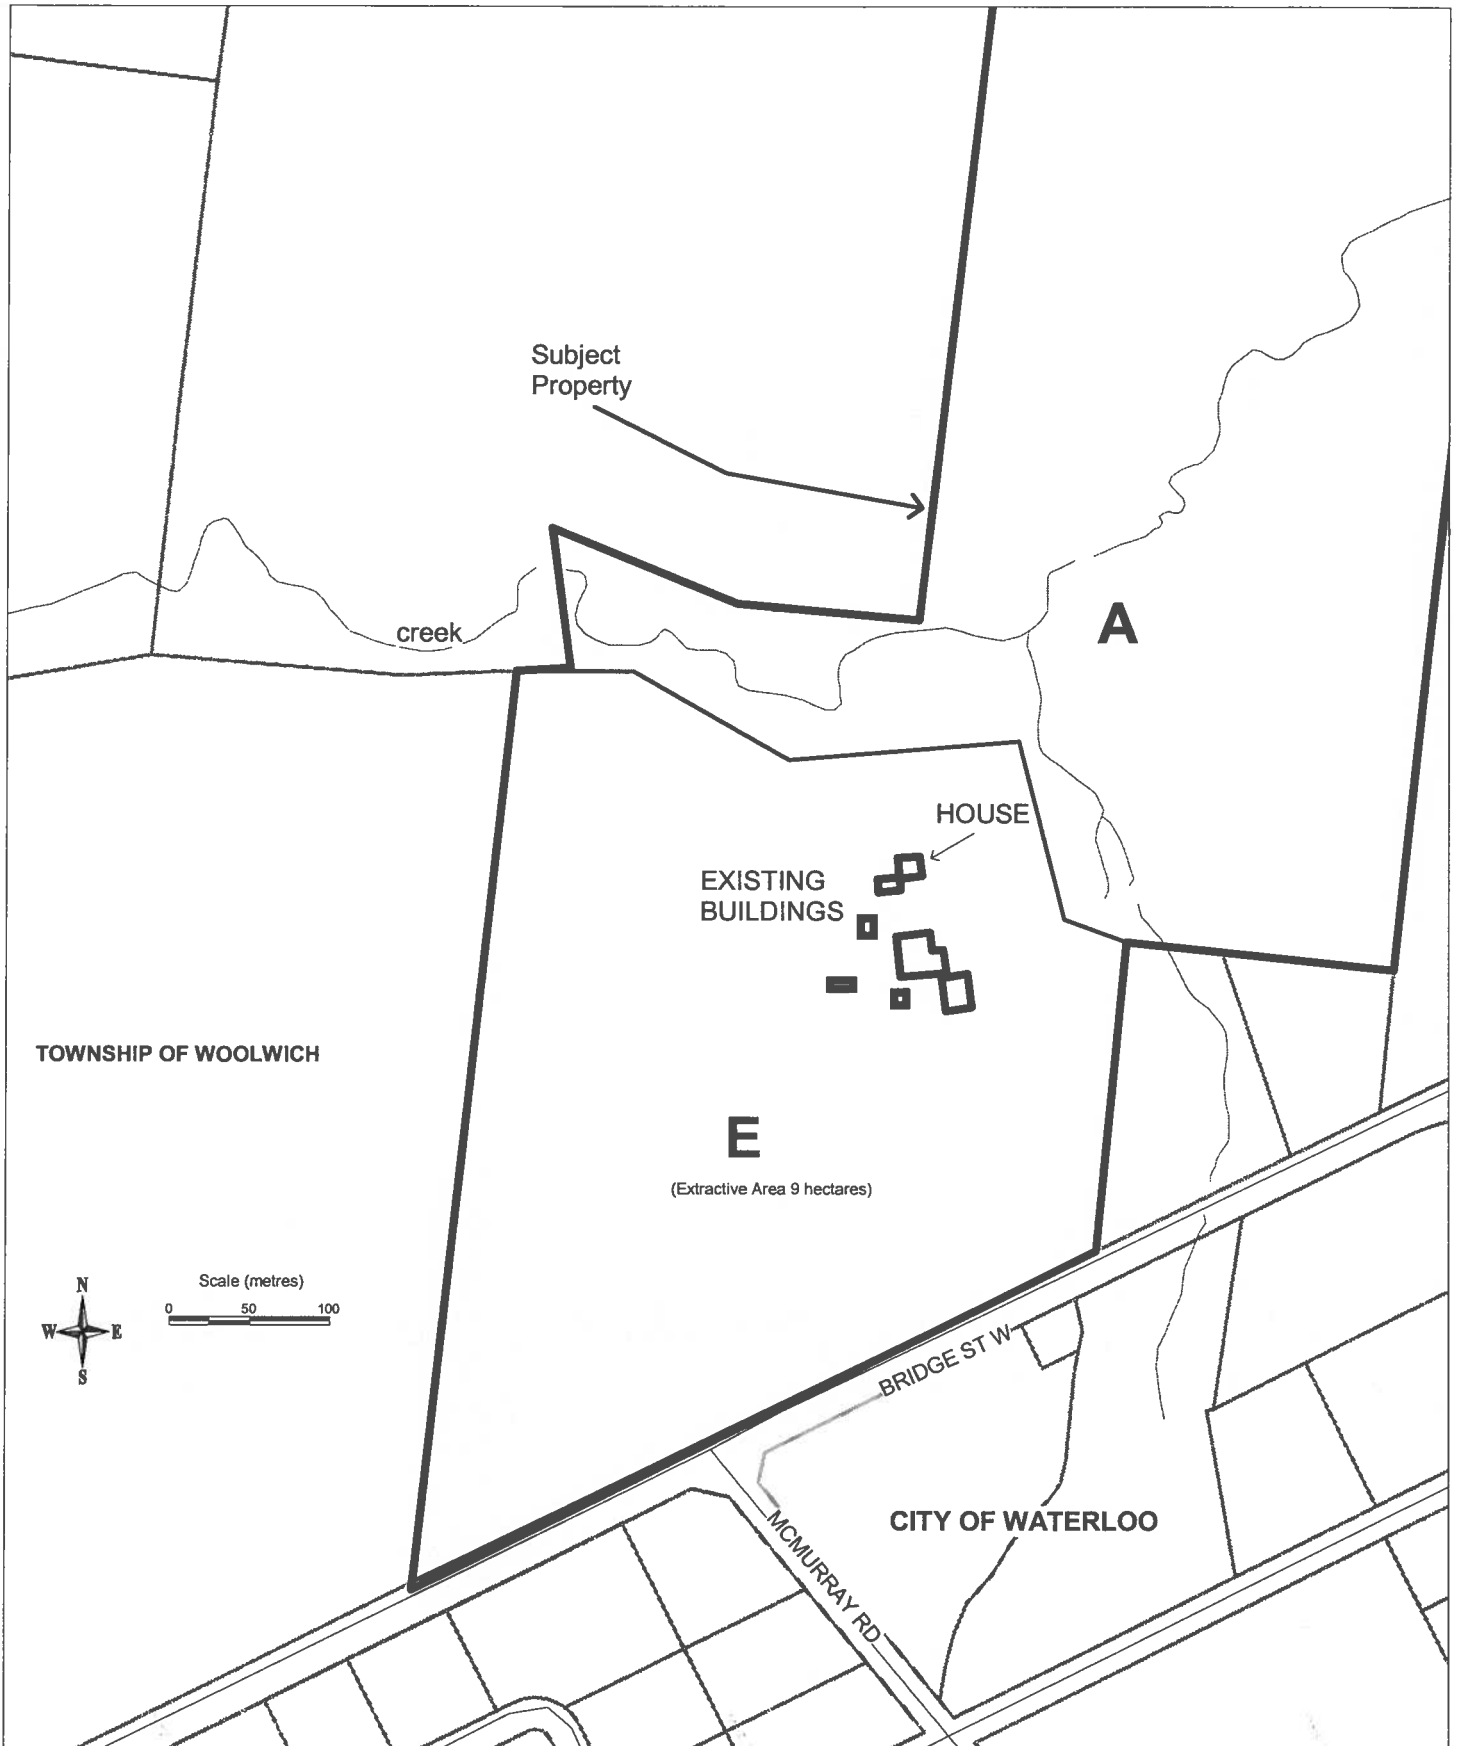 Subject
Property
creek
A
HOUSE
EXISTING
BUILDINGS
TOWNSHIP OF WOOLWICH
E
(Extractive Area 9 hectares)
N
W E
S
Scale (metres)
0 50 100
BRIDGE ST W
MCMURRAY RD
CITY OF WATERLOO